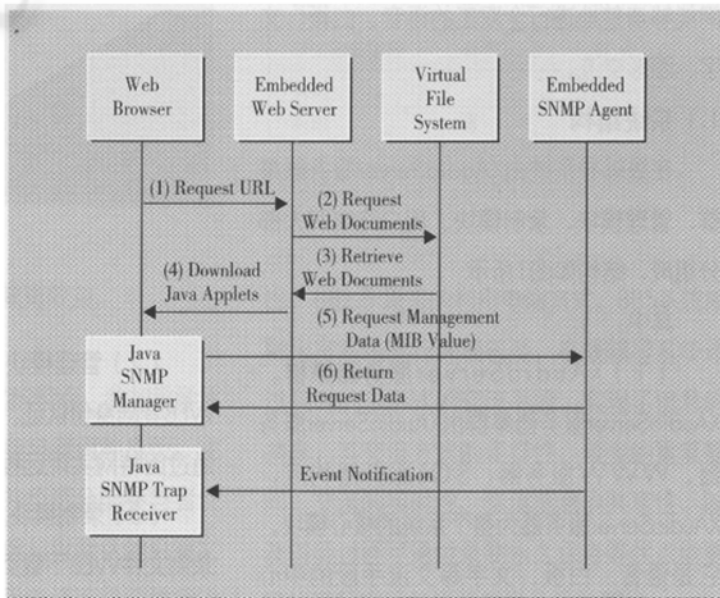 Web
Browser
Embedded
Web Server
Virtual
File
System
Embedded
SNMP Agent
(1) Request URL
(2) Request
Web Documents
(3) Retrieve
Web Documents
(4) Download
Java Applets
(5) Request Management
Data (MIB Value)
Java
SNMP
Manager
(6) Return
Request Data
Java
SNMP Trap
Receiver
Event Notification